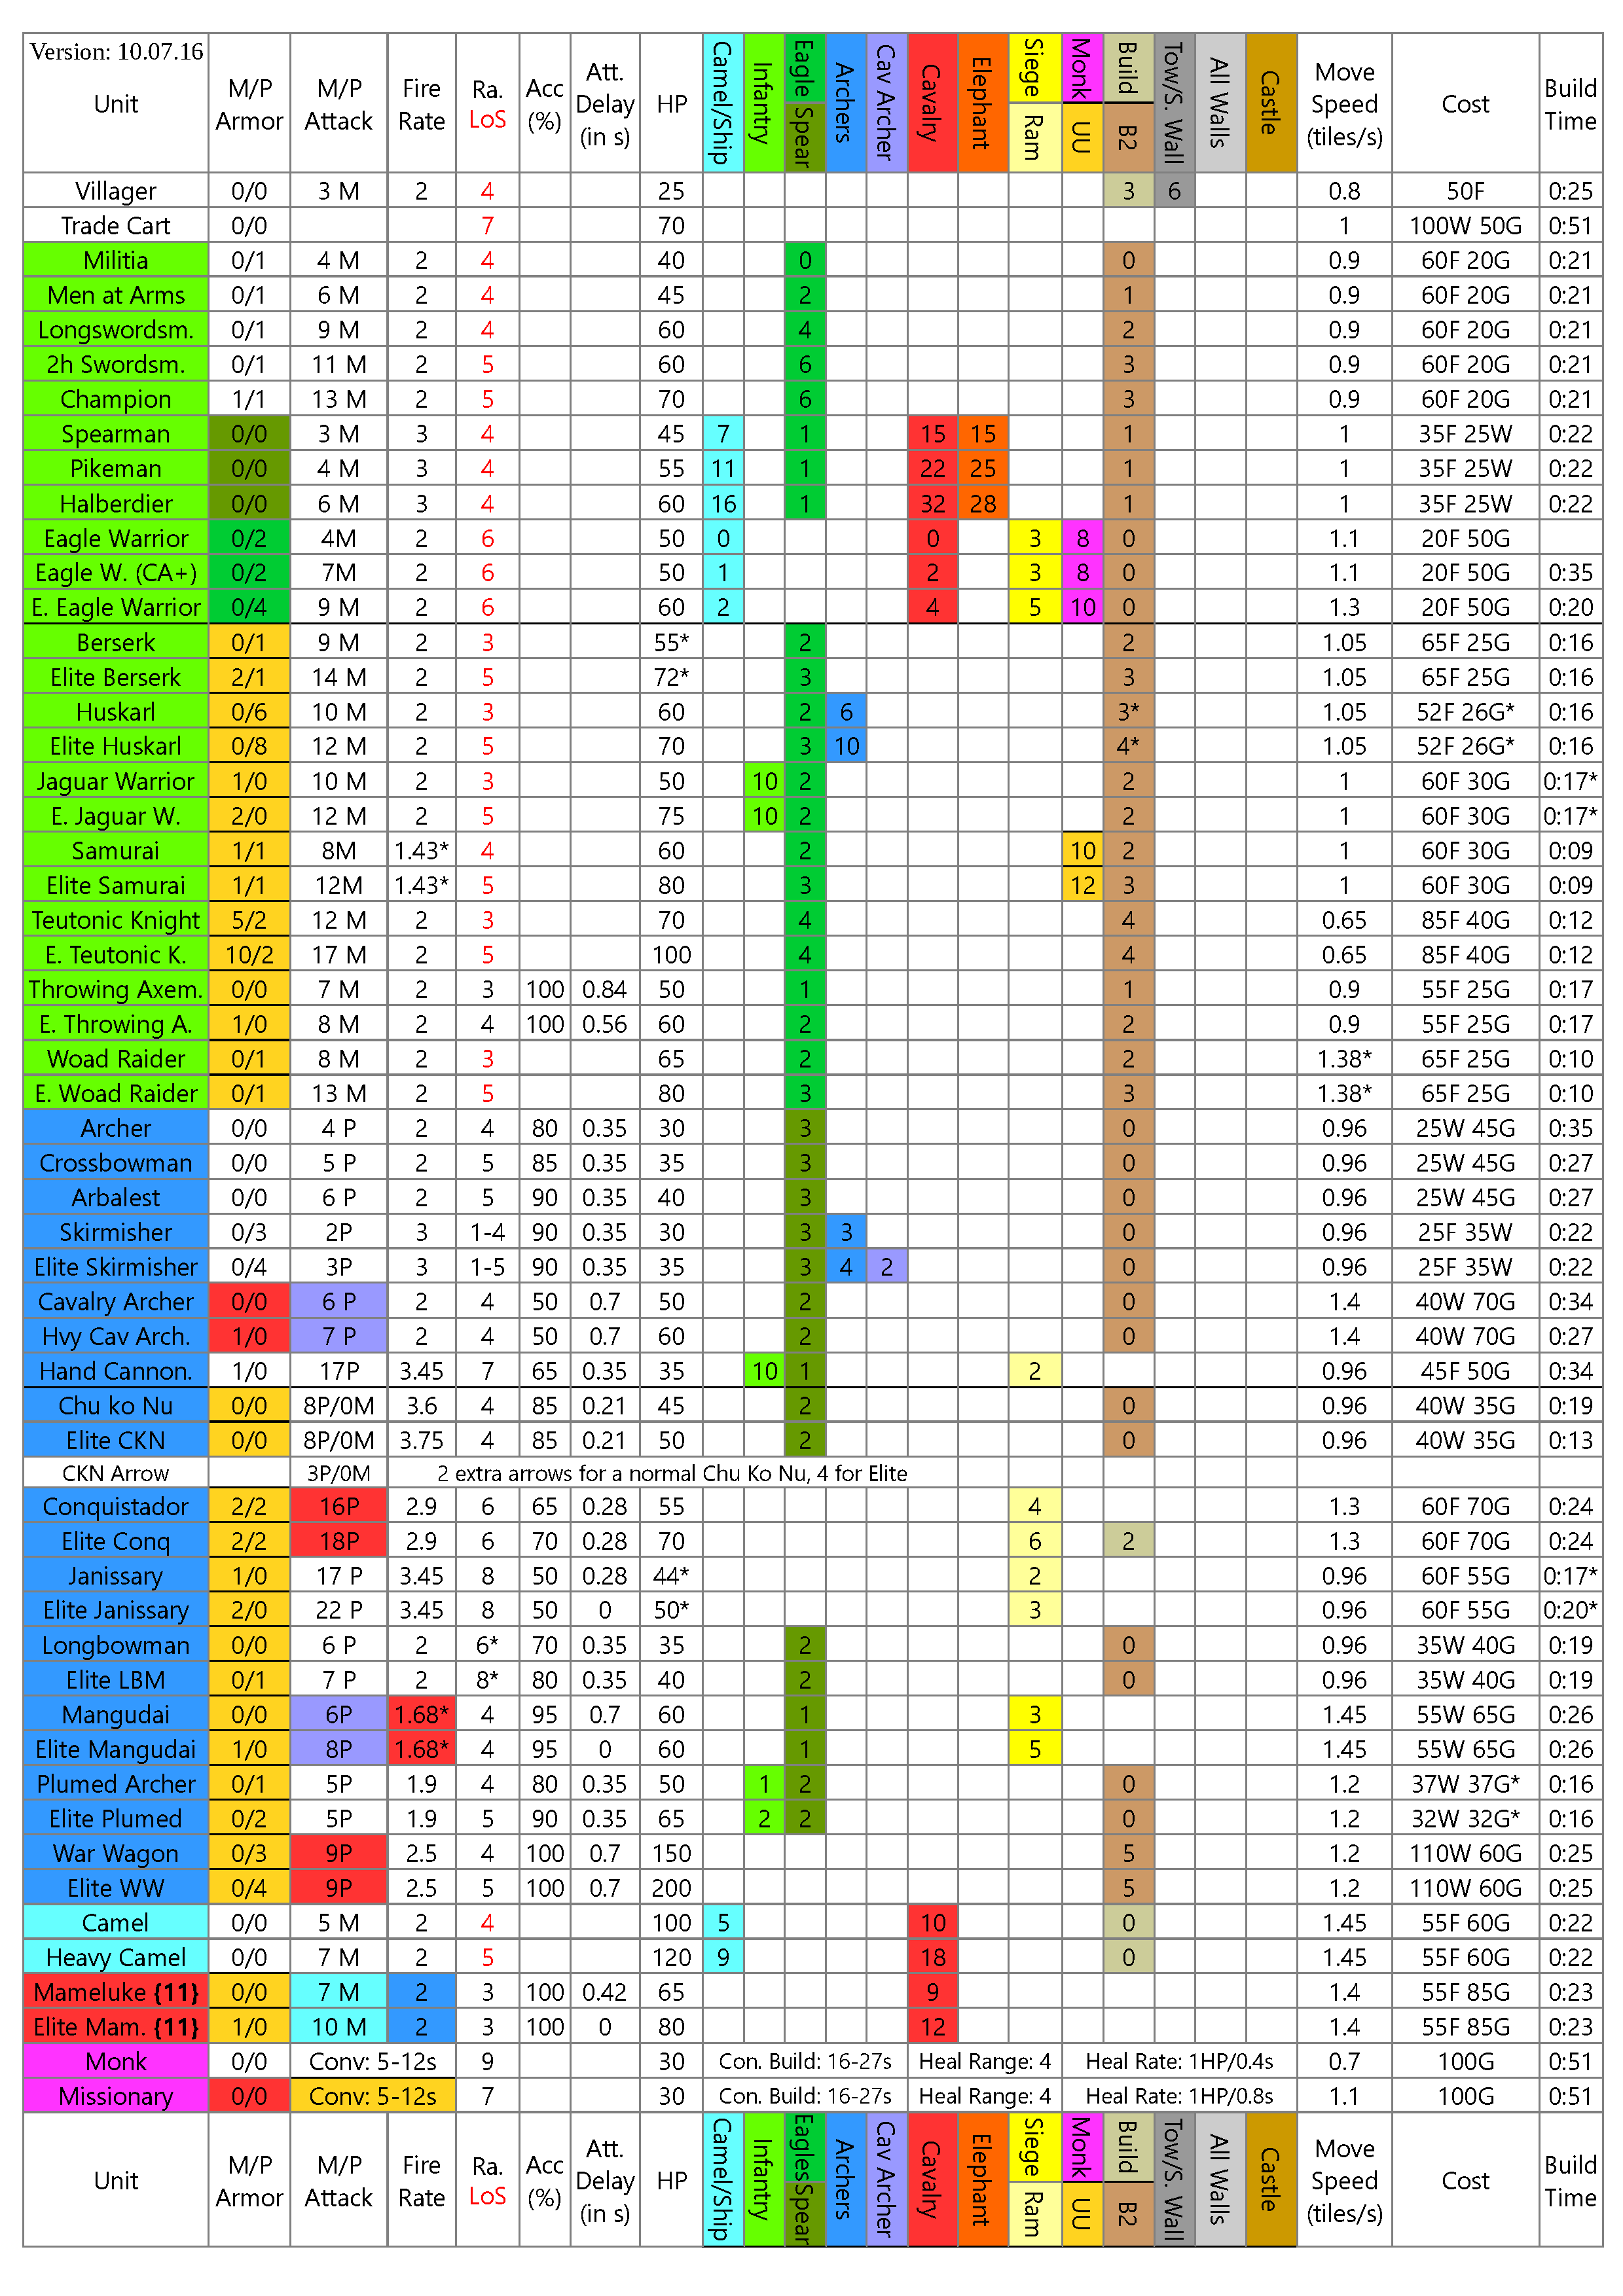 Version: 10.07.16
Unit M/P Armor M/P Attack Fire Rate Ra. LoS Acc (%) Att. Delay (in s) HP Camel/Ship Infantry Eagle Spear Archers Cav Archer Cavalry Elephant Siege Ram Monk UU Build B2 Tow/S. Wall All Walls Castle Move Speed (tiles/s) Cost Build Time
Villager 0/0 3 M 2 4 25 3 6 0.8 50F 0:25
Trade Cart 0/0 7 70 1 100W 50G 0:51
Militia 0/1 4 M 2 4 40 0 0 0.9 60F 20G 0:21
Men at Arms 0/1 6 M 2 4 45 2 1 0.9 60F 20G 0:21
Longswordsm. 0/1 9 M 2 4 60 4 2 0.9 60F 20G 0:21
2h Swordsm. 0/1 11 M 2 5 60 6 3 0.9 60F 20G 0:21
Champion 1/1 13 M 2 5 70 6 3 0.9 60F 20G 0:21
Spearman 0/0 3 M 3 4 45 7 1 15 15 1 1 35F 25W 0:22
Pikeman 0/0 4 M 3 4 55 11 1 22 25 1 1 35F 25W 0:22
Halberdier 0/0 6 M 3 4 60 16 1 32 28 1 1 35F 25W 0:22
Eagle Warrior 0/2 4M 2 6 50 0 0 3 8 0 1.1 20F 50G
Eagle W. (CA+) 0/2 7M 2 6 50 1 2 3 8 0 1.1 20F 50G 0:35
E. Eagle Warrior 0/4 9 M 2 6 60 2 4 5 10 0 1.3 20F 50G 0:20
Berserk 0/1 9 M 2 3 55* 2 2 1.05 65F 25G 0:16
Elite Berserk 2/1 14 M 2 5 72* 3 3 1.05 65F 25G 0:16
Huskarl 0/6 10 M 2 3 60 2 6 3* 1.05 52F 26G* 0:16
Elite Huskarl 0/8 12 M 2 5 70 3 10 4* 1.05 52F 26G* 0:16
Jaguar Warrior 1/0 10 M 2 3 50 10 2 2 1 60F 30G 0:17*
E. Jaguar W. 2/0 12 M 2 5 75 10 2 2 1 60F 30G 0:17*
Samurai 1/1 8M 1.43* 4 60 2 10 2 1 60F 30G 0:09
Elite Samurai 1/1 12M 1.43* 5 80 3 12 3 1 60F 30G 0:09
Teutonic Knight 5/2 12 M 2 3 70 4 4 0.65 85F 40G 0:12
E. Teutonic K. 10/2 17 M 2 5 100 4 4 0.65 85F 40G 0:12
Throwing Axem. 0/0 7 M 2 3 100 0.84 50 1 1 0.9 55F 25G 0:17
E. Throwing A. 1/0 8 M 2 4 100 0.56 60 2 2 0.9 55F 25G 0:17
Woad Raider 0/1 8 M 2 3 65 2 2 1.38* 65F 25G 0:10
E. Woad Raider 0/1 13 M 2 5 80 3 3 1.38* 65F 25G 0:10
Archer 0/0 4 P 2 4 80 0.35 30 3 0 0.96 25W 45G 0:35
Crossbowman 0/0 5 P 2 5 85 0.35 35 3 0 0.96 25W 45G 0:27
Arbalest 0/0 6 P 2 5 90 0.35 40 3 0 0.96 25W 45G 0:27
Skirmisher 0/3 2P 3 1-4 90 0.35 30 3 3 0 0.96 25F 35W 0:22
Elite Skirmisher 0/4 3P 3 1-5 90 0.35 35 3 4 2 0 0.96 25F 35W 0:22
Cavalry Archer 0/0 6 P 2 4 50 0.7 50 2 0 1.4 40W 70G 0:34
Hvy Cav Arch. 1/0 7 P 2 4 50 0.7 60 2 0 1.4 40W 70G 0:27
Hand Cannon. 1/0 17P 3.45 7 65 0.35 35 10 1 2 0.96 45F 50G 0:34
Chu ko Nu 0/0 8P/0M 3.6 4 85 0.21 45 2 0 0.96 40W 35G 0:19
Elite CKN 0/0 8P/0M 3.75 4 85 0.21 50 2 0 0.96 40W 35G 0:13
CKN Arrow 3P/0M 2 extra arrows for a normal Chu Ko Nu, 4 for Elite
Conquistador 2/2 16P 2.9 6 65 0.28 55 4 1.3 60F 70G 0:24
Elite Conq 2/2 18P 2.9 6 70 0.28 70 6 2 1.3 60F 70G 0:24
Janissary 1/0 17 P 3.45 8 50 0.28 44* 2 0.96 60F 55G 0:17*
Elite Janissary 2/0 22 P 3.45 8 50 0 50* 3 0.96 60F 55G 0:20*
Longbowman 0/0 6 P 2 6* 70 0.35 35 2 0 0.96 35W 40G 0:19
Elite LBM 0/1 7 P 2 8* 80 0.35 40 2 0 0.96 35W 40G 0:19
Mangudai 0/0 6P 1.68* 4 95 0.7 60 1 3 1.45 55W 65G 0:26
Elite Mangudai 1/0 8P 1.68* 4 95 0 60 1 5 1.45 55W 65G 0:26
Plumed Archer 0/1 5P 1.9 4 80 0.35 50 1 2 0 1.2 37W 37G* 0:16
Elite Plumed 0/2 5P 1.9 5 90 0.35 65 2 2 0 1.2 32W 32G* 0:16
War Wagon 0/3 9P 2.5 4 100 0.7 150 5 1.2 110W 60G 0:25
Elite WW 0/4 9P 2.5 5 100 0.7 200 5 1.2 110W 60G 0:25
Camel 0/0 5 M 2 4 100 5 10 0 1.45 55F 60G 0:22
Heavy Camel 0/0 7 M 2 5 120 9 18 0 1.45 55F 60G 0:22
Mameluke {11} 0/0 7 M 2 3 100 0.42 65 9 1.4 55F 85G 0:23
Elite Mam. {11} 1/0 10 M 2 3 100 0 80 12 1.4 55F 85G 0:23
Monk 0/0 Conv: 5-12s 9 30 Con. Build: 16-27s Heal Range: 4 Heal Rate: 1HP/0.4s 0.7 100G 0:51
Missionary 0/0 Conv: 5-12s 7 30 Con. Build: 16-27s Heal Range: 4 Heal Rate: 1HP/0.8s 1.1 100G 0:51
Unit M/P Armor M/P Attack Fire Rate Ra. LoS Acc (%) Att. Delay (in s) HP Camel/Ship Infantry Eagles Spear Archers Cav Archer Cavalry Elephant Siege Ram Monk UU Build B2 Tow/S. Wall All Walls Castle Move Speed (tiles/s) Cost Build Time